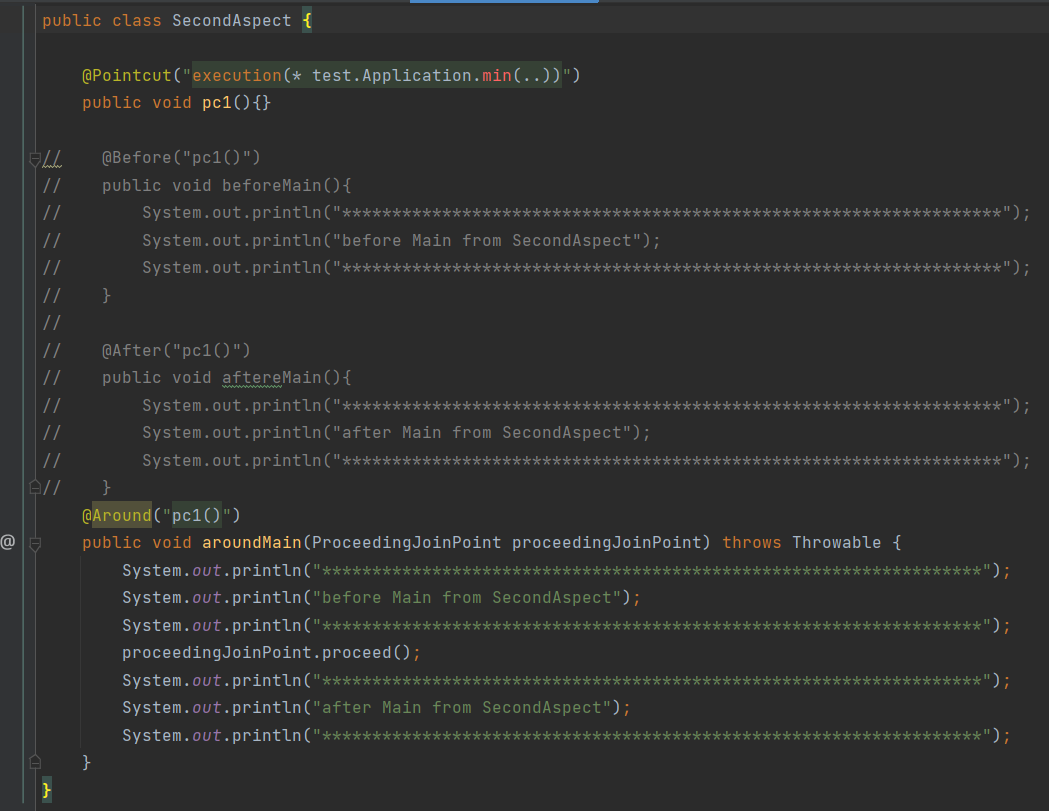 public class SecondAspect {
@Pointcut("execution(* test.Application.min(..))")
public void pc1(){}
// @Before("pc1()")
// public void beforeMain(){
// System.out.println("******************************************************************");
// System.out.println("before Main from SecondAspect");
// System.out.println("******************************************************************");
// }
//
// @After("pc1()")
// public void aftereMain(){
// System.out.println("******************************************************************");
// System.out.println("after Main from SecondAspect");
// System.out.println("******************************************************************");
// }
@Around("pc1()")
@ public void aroundMain(ProceedingJoinPoint proceedingJoinPoint) throws Throwable {
System.out.println("******************************************************************");
System.out.println("before Main from SecondAspect");
System.out.println("******************************************************************");
proceedingJoinPoint.proceed();
System.out.println("******************************************************************");
System.out.println("after Main from SecondAspect");
System.out.println("******************************************************************");
}
}